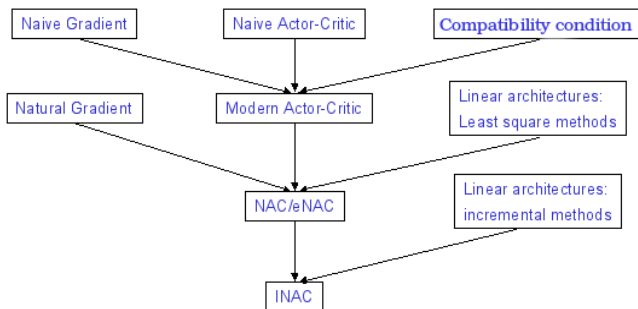 Naive Gradient
Naive Actor-Critic
Compatibility condition
Natural Gradient
Modern Actor-Critic
Linear architectures:
Least square methods
NAC/eNAC
Linear architectures:
incremental methods
INAC